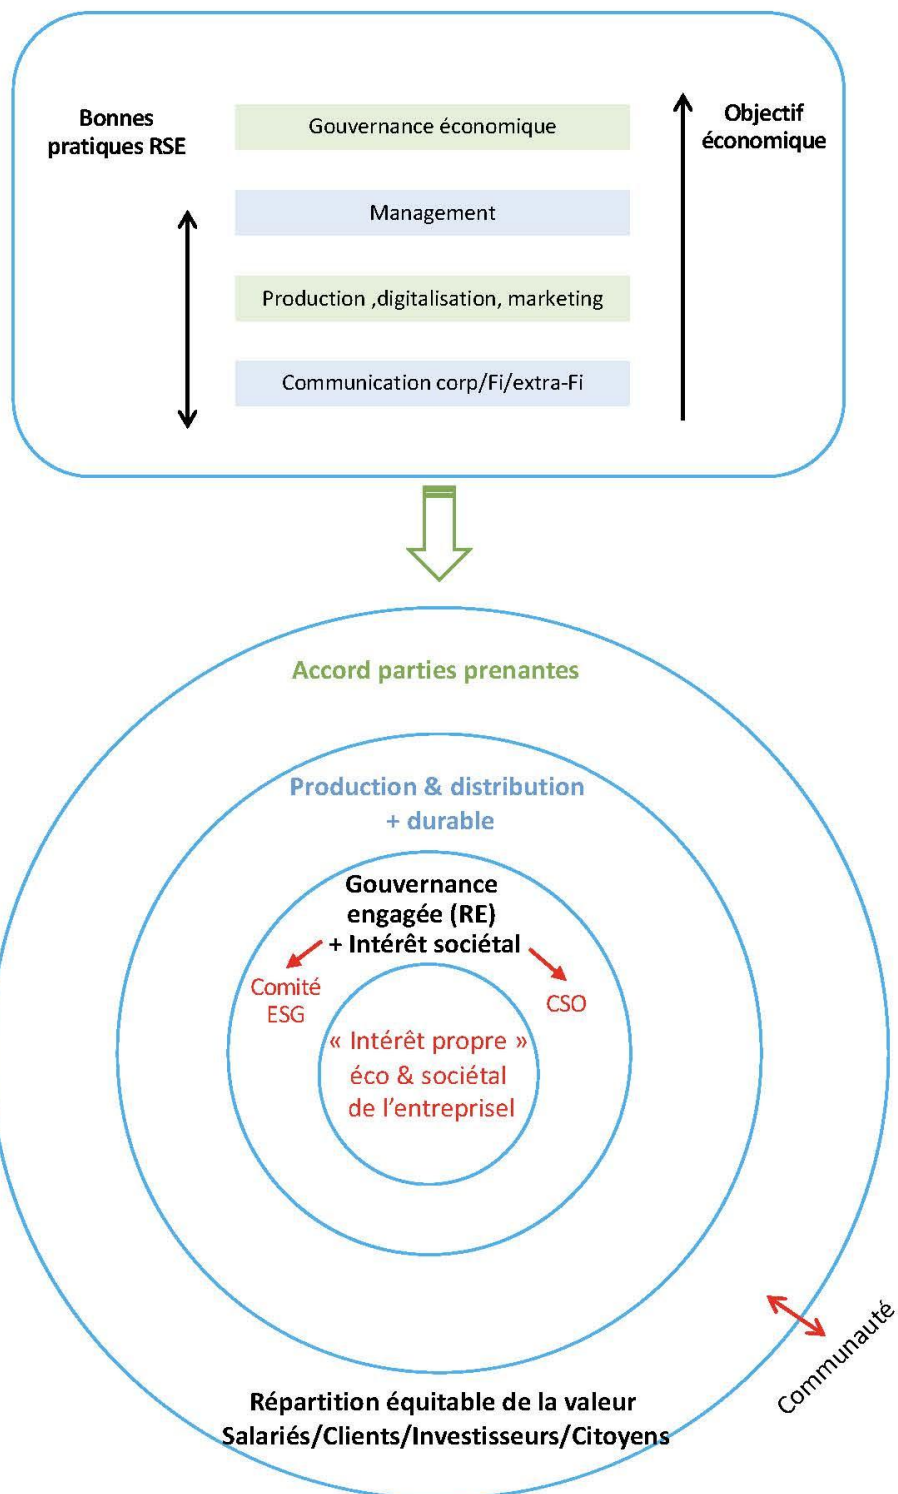 Bonnes
pratiques RSE
Gouvernance économique
Objectif
économique
Management
Production ,digitalisation, marketing
Communication corp/Fi/extra-Fi
Accord parties prenantes
Production & distribution
+ durable
Gouvernance
engagée (RE)
+ Intérêt sociétal
Comité
ESG
CSO
« Intérêt propre »
éco & sociétal
de l’entreprisel
Communauté
Répartition équitable de la valeur
Salariés/Clients/Investisseurs/Citoyens